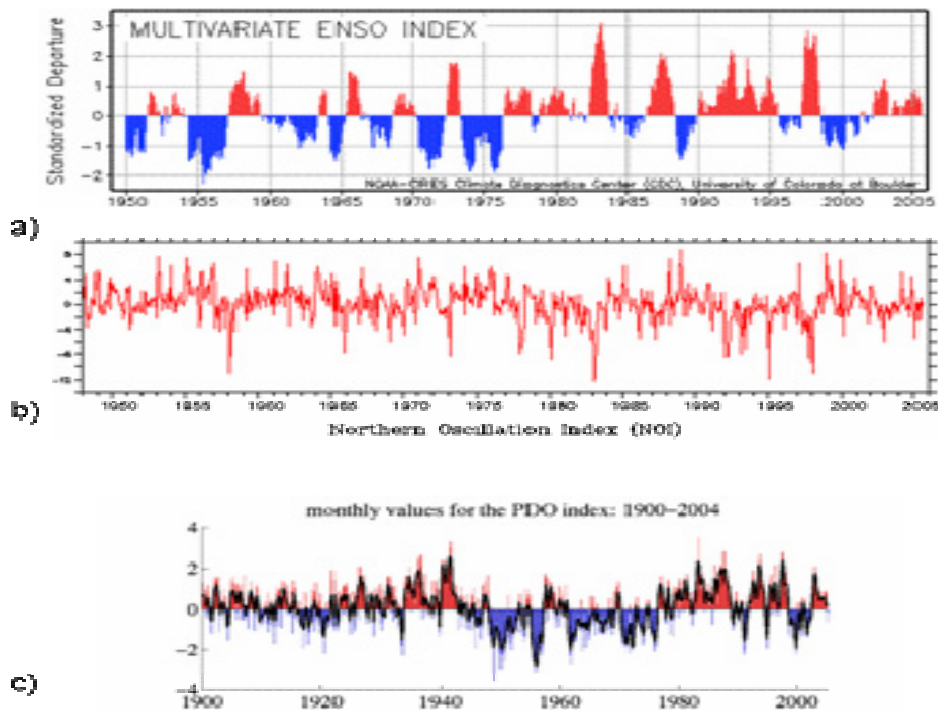 MULTIVARIATE ENSO INDEX
Standardized Departure
3
2
1
0
-1
-2
NOAA-CIRES Climate Diagnostics Center (CDC), University of Colorado at Boulder
1950 1955 1960 1965 1970 1975 1980 1985 1990 1995 2000 2005
a)
4
0
-4
1950 1955 1960 1965 1970 1975 1980 1985 1990 1995 2000 2005
b)
Northern Oscillation Index (NOI)
monthly values for the PDO index: 1900-2004
4
2
0
-2
-4
c)
1900 1920 1940 1960 1980 2000